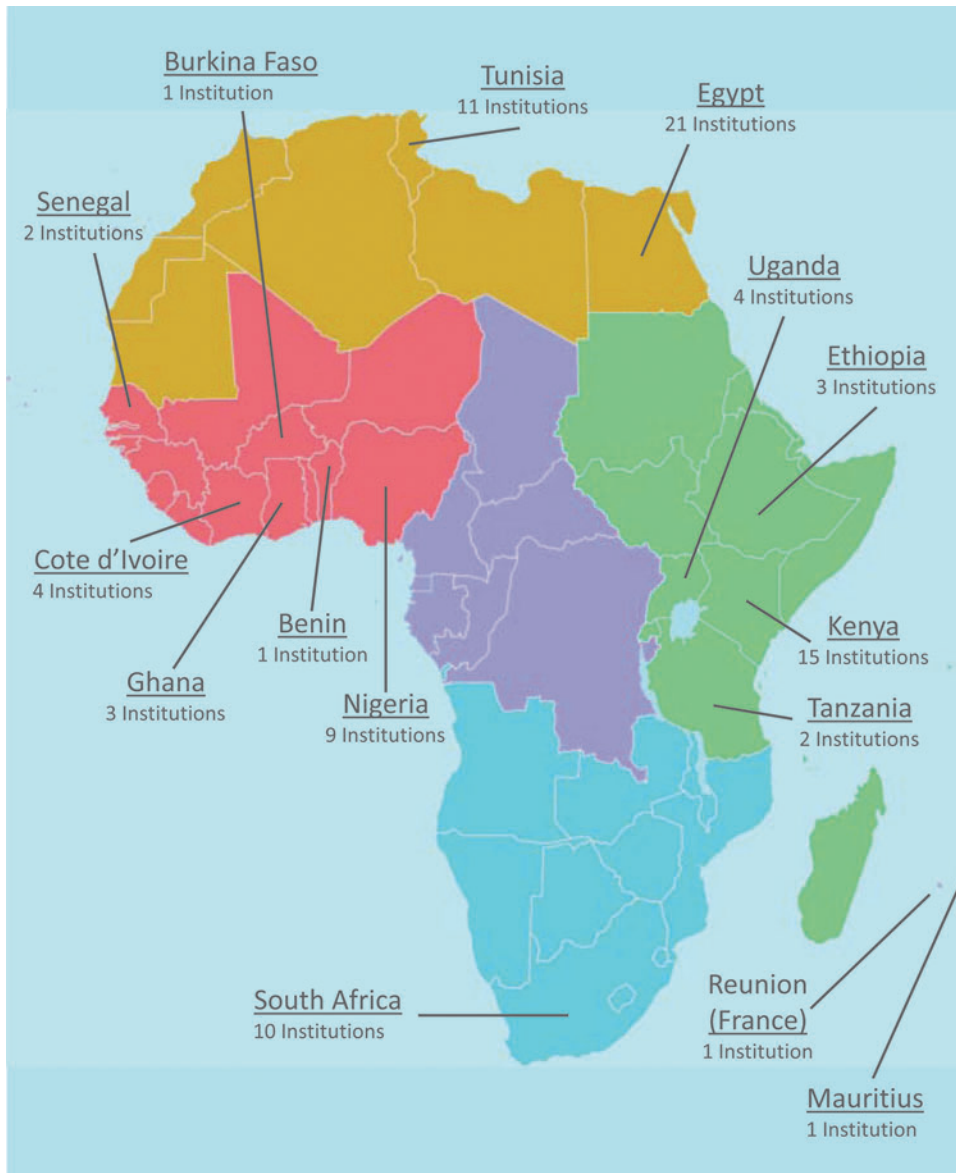 Burkina Faso
1 Institution
Tunisia
11 Institutions
Egypt
21 Institutions
Senegal
2 Institutions
Uganda
4 Institutions
Ethiopia
3 Institutions
Cote d’Ivoire
4 Institutions
Benin
1 Institution
Ghana
3 Institutions
Nigeria
9 Institutions
Kenya
15 Institutions
Tanzania
2 Institutions
South Africa
10 Institutions
Reunion
(France)
1 Institution
Mauritius
1 Institution